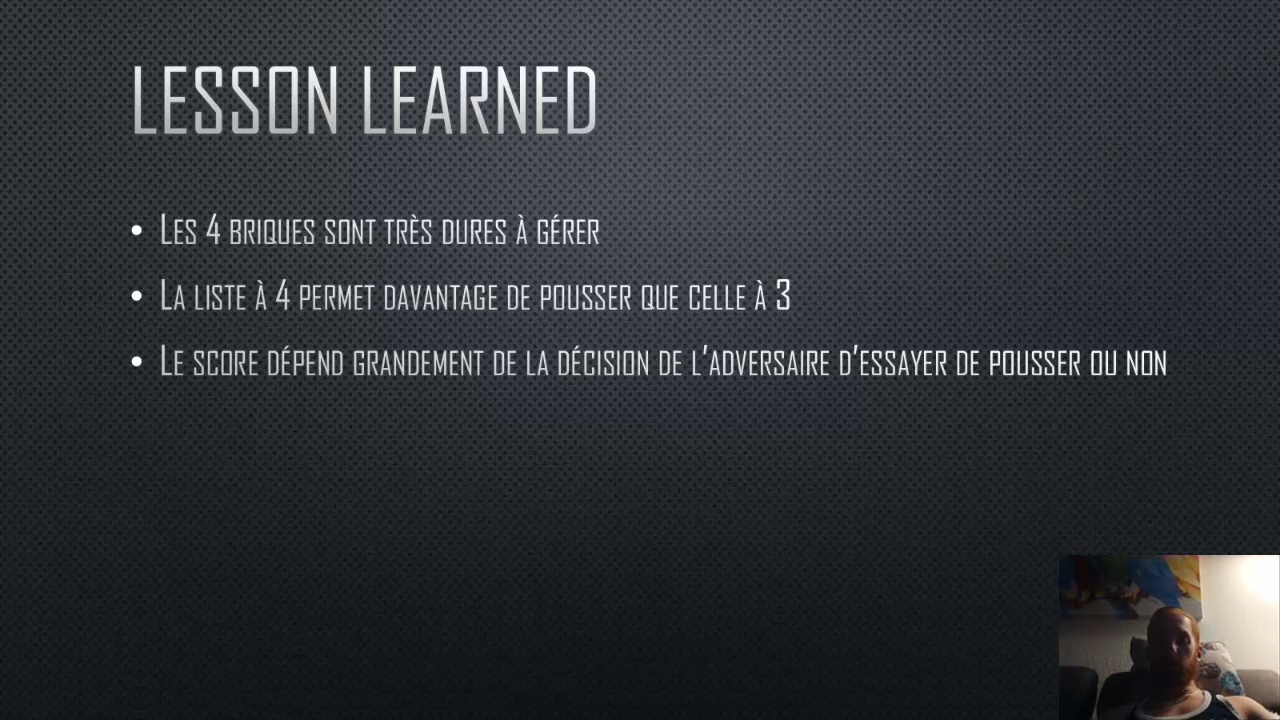 LESSON LEARNED
• LES 4 BRIQUES SONT TRÈS DURES À GÉRER
• LA LISTE À 4 PERMET DAVANTAGE DE POUSSER QUE CELLE À 3
• LE SCORE DÉPEND GRANDEMENT DE LA DÉCISION DE L'ADVERSAIRE D'ESSAYER DE POUSSER OU NON